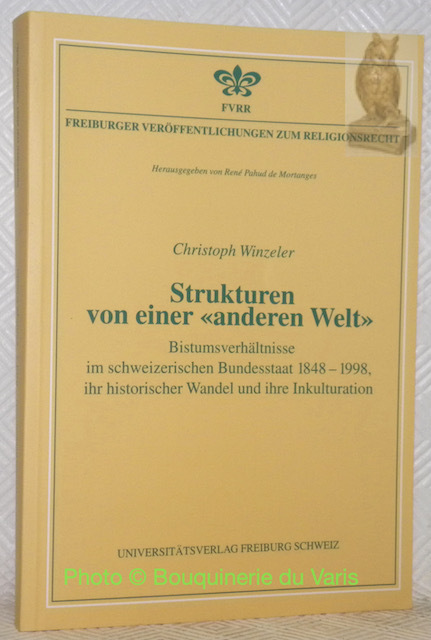 FVRR
FREIBURGER VERÖFFENTLICHUNGEN ZUM RELIGIONSRECHT
Herausgegeben von René Pahud de Mortanges
Christoph Winzeler
Strukturen
von einer «anderen Welt»
Bistumsverhältnisse
im schweizerischen Bundesstaat 1848 – 1998,
ihr historischer Wandel und ihre Inkulturation
UNIVERSITÄTSVERLAG FREIBURG SCHWEIZ
Photo © Bouquinerie du Varis